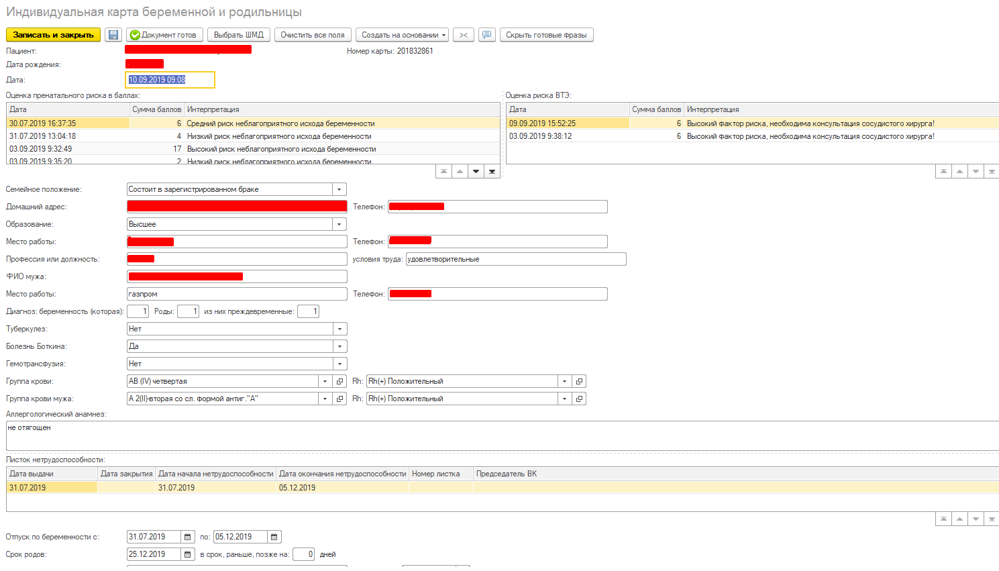 Индивидуальная карта беременной и родильницы
Записать и закрыть Документ готов Выбрать ШМД Очистить все поля Создать на основании >< Скрыть готовые фразы
Пациент: Номер карты: 201832861
Дата рождения:
Дата: 10.09.2019 09:08
Оценка пренатального риска в баллах:
Дата Сумма баллов Интерпретация
30.07.2019 16:37:35 6 Средний риск неблагоприятного исхода беременности
31.07.2019 13:04:18 4 Низкий риск неблагоприятного исхода беременности
03.09.2019 9:32:49 17 Высокий риск неблагоприятного исхода беременности
03.09.2019 9:35:20 2 Низкий риск неблагоприятного исхода беременности
Оценка риска ВТЭ:
Дата Сумма баллов Интерпретация
09.09.2019 15:52:25 6 Высокий фактор риска, необходима консультация сосудистого хирурга!
03.09.2019 9:38:12 6 Высокий фактор риска, необходима консультация сосудистого хирурга!
Семейное положение: Состоит в зарегистрированном браке
Домашний адрес: Телефон:
Образование: Высшее
Место работы: Телефон:
Профессия или должность: условия труда: удовлетворительные
ФИО мужа:
Место работы: газпром Телефон:
Диагноз: беременность (которая): 1 Роды: 1 из них преждевременные: 1
Туберкулез: Нет
Болезнь Боткина: Да
Гемотрансфузия: Нет
Группа крови: AB (IV) четвертая Rh: Rh(+) Положительный
Группа крови мужа: А 2(II)-вторая со сл. формой антиг."А" Rh: Rh(+) Положительный
Аллергологический анамнез:
не отягощен
Листок нетрудоспособности:
Дата выдачи Дата закрытия Дата начала нетрудоспособности Дата окончания нетрудоспособности Номер листка Председатель ВК
31.07.2019 31.07.2019 05.12.2019
Отпуск по беременности с: 31.07.2019 по: 05.12.2019
Срок родов: 25.12.2019 в срок, раньше, позже на: 0 дней